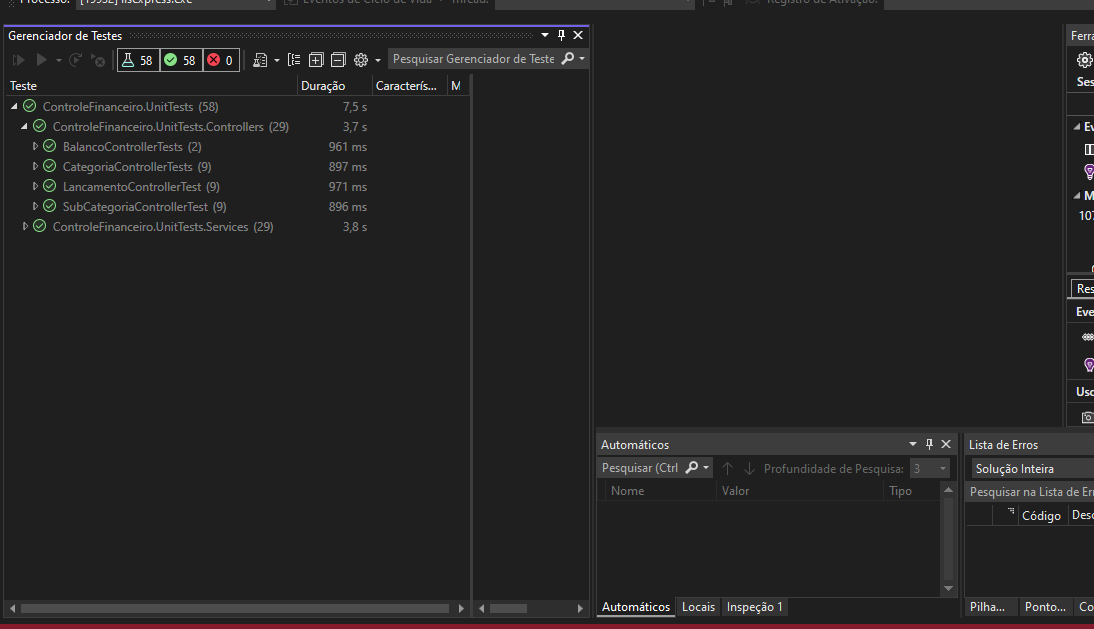 Processo: [19932] iisexpress.exe Eventos de Ciclo de Vida Thread: Registro de Ativação:
Gerenciador de Testes
58 58 0 Pesquisar Gerenciador de Teste
Teste Duração Caracterís... M
ControleFinanceiro.UnitTests (58) 7,5 s
ControleFinanceiro.UnitTests.Controllers (29) 3,7 s
BalancoControllerTests (2) 961 ms
CategoriaControllerTests (9) 897 ms
LancamentoControllerTest (9) 971 ms
SubCategoriaControllerTest (9) 896 ms
ControleFinanceiro.UnitTests.Services (29) 3,8 s
Ferra
Ses
Ev
M
107
Res
Eve
Uso
Automáticos
Pesquisar (Ctrl Profundidade de Pesquisa: 3
Nome Valor Tipo
Automáticos Locais Inspeção 1
Lista de Erros
Solução Inteira
Pesquisar na Lista de Err
Código Desc
Pilha... Ponto... Co